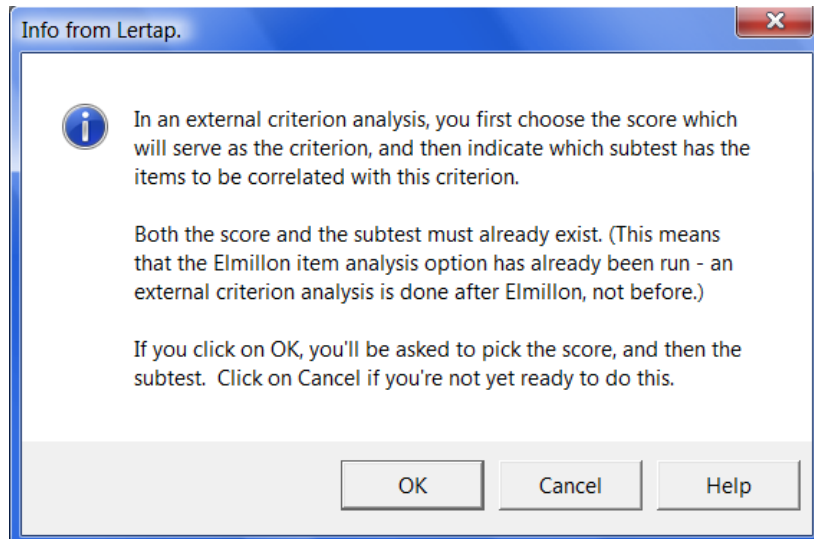 Info from Lertap.
In an external criterion analysis, you first choose the score which
will serve as the criterion, and then indicate which subtest has the
items to be correlated with this criterion.
Both the score and the subtest must already exist. (This means
that the Elmillon item analysis option has already been run - an
external criterion analysis is done after Elmillon, not before.)
If you click on OK, you'll be asked to pick the score, and then the
subtest. Click on Cancel if you're not yet ready to do this.
OK Cancel Help